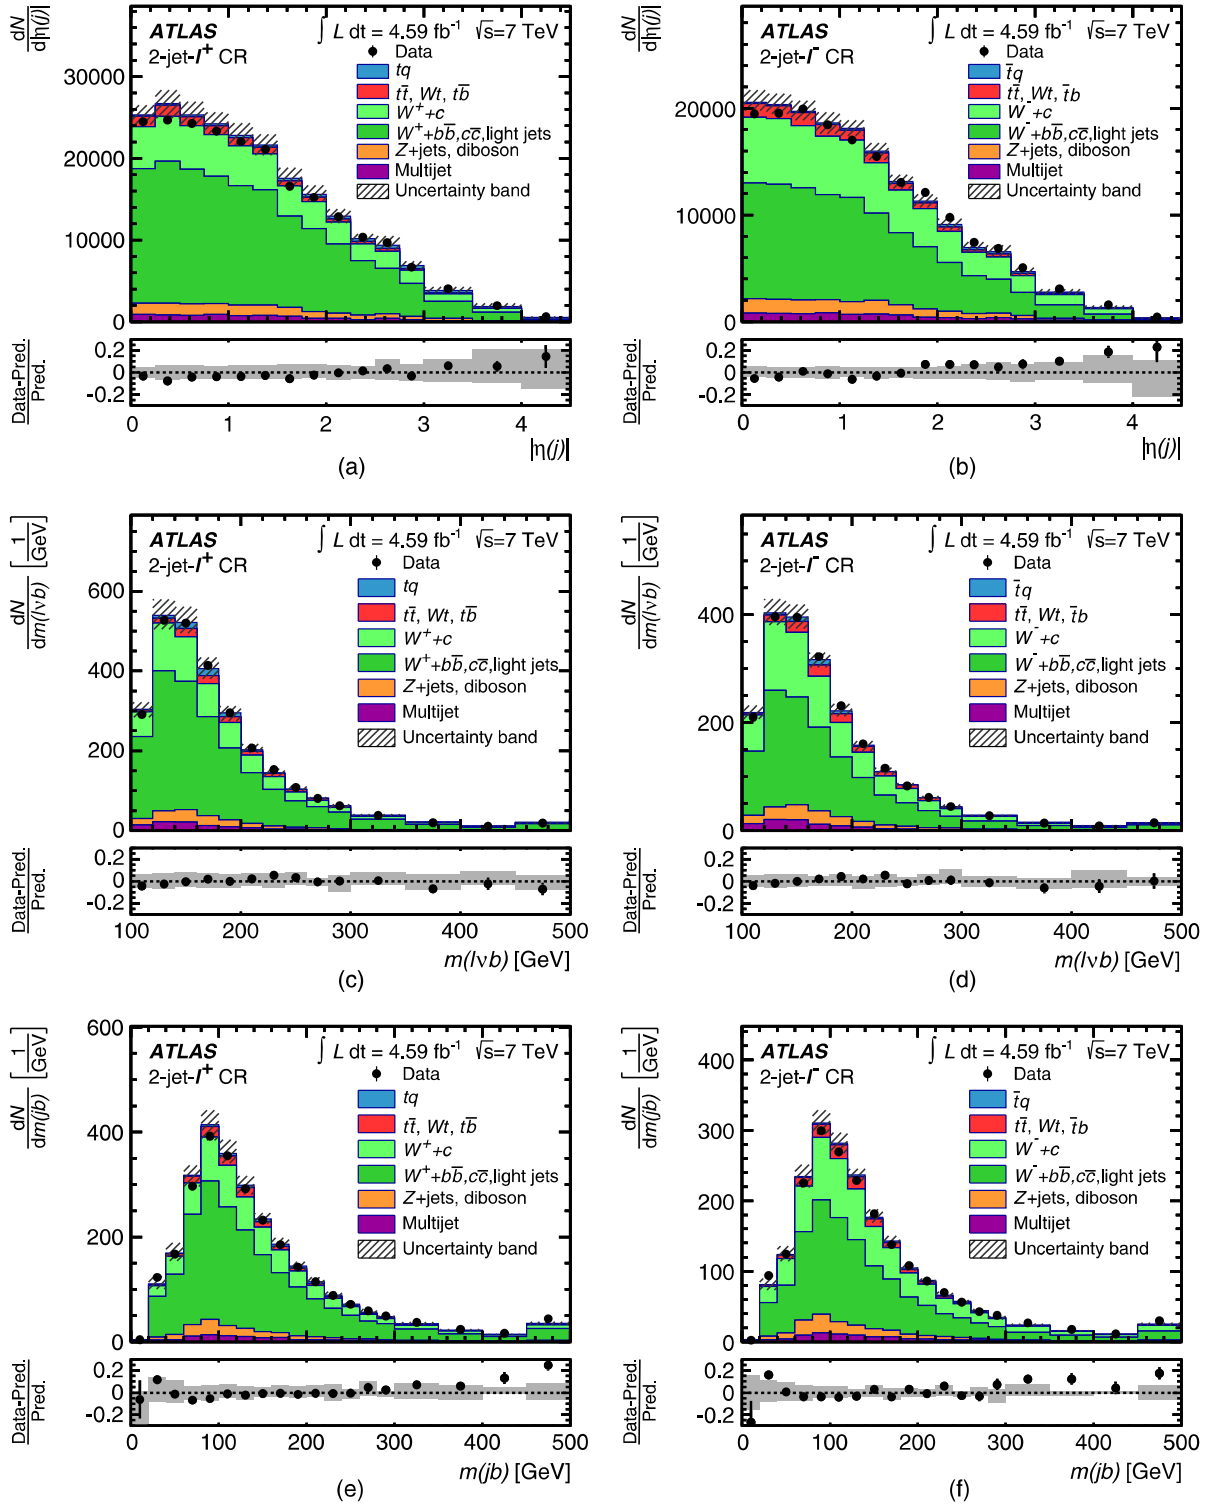 dN
d|η(j)|
ATLAS
2-jet-l⁺ CR
∫ L dt = 4.59 fb⁻¹ √s=7 TeV
Data
tq
tt̄, Wt, tb̄
W⁺+c
W⁺+bb̄,cc̄,light jets
Z+jets, diboson
Multijet
Uncertainty band
30000
20000
10000
0
Data-Pred.
Pred.
0.2
0
-0.2
0 1 2 3 4
|η(j)|
(a)
dN
d|η(j)|
ATLAS
2-jet-l⁻ CR
∫ L dt = 4.59 fb⁻¹ √s=7 TeV
Data
t̄q
tt̄, Wt, t̄b
W⁻+c
W⁻+bb̄,cc̄,light jets
Z+jets, diboson
Multijet
Uncertainty band
20000
10000
0
Data-Pred.
Pred.
0.2
0
-0.2
0 1 2 3 4
|η(j)|
(b)
dN
dm(lνb)
[1/GeV]
ATLAS
2-jet-l⁺ CR
∫ L dt = 4.59 fb⁻¹ √s=7 TeV
Data
tq
tt̄, Wt, tb̄
W⁺+c
W⁺+bb̄,cc̄,light jets
Z+jets, diboson
Multijet
Uncertainty band
600
400
200
0
Data-Pred.
Pred.
0.2
0
-0.2
100 200 300 400 500
m(lνb) [GeV]
(c)
dN
dm(lνb)
[1/GeV]
ATLAS
2-jet-l⁻ CR
∫ L dt = 4.59 fb⁻¹ √s=7 TeV
Data
t̄q
tt̄, Wt, t̄b
W⁻+c
W⁻+bb̄,cc̄,light jets
Z+jets, diboson
Multijet
Uncertainty band
400
200
0
Data-Pred.
Pred.
0.2
0
-0.2
100 200 300 400 500
m(lνb) [GeV]
(d)
dN
dm(jb)
[1/GeV]
ATLAS
2-jet-l⁺ CR
∫ L dt = 4.59 fb⁻¹ √s=7 TeV
Data
tq
tt̄, Wt, tb̄
W⁺+c
W⁺+bb̄,cc̄,light jets
Z+jets, diboson
Multijet
Uncertainty band
600
400
200
0
Data-Pred.
Pred.
0.2
0
-0.2
0 100 200 300 400 500
m(jb) [GeV]
(e)
dN
dm(jb)
[1/GeV]
ATLAS
2-jet-l⁻ CR
∫ L dt = 4.59 fb⁻¹ √s=7 TeV
Data
t̄q
tt̄, Wt, t̄b
W⁻+c
W⁻+bb̄,cc̄,light jets
Z+jets, diboson
Multijet
Uncertainty band
400
300
200
100
0
Data-Pred.
Pred.
0.2
0
-0.2
0 100 200 300 400 500
m(jb) [GeV]
(f)